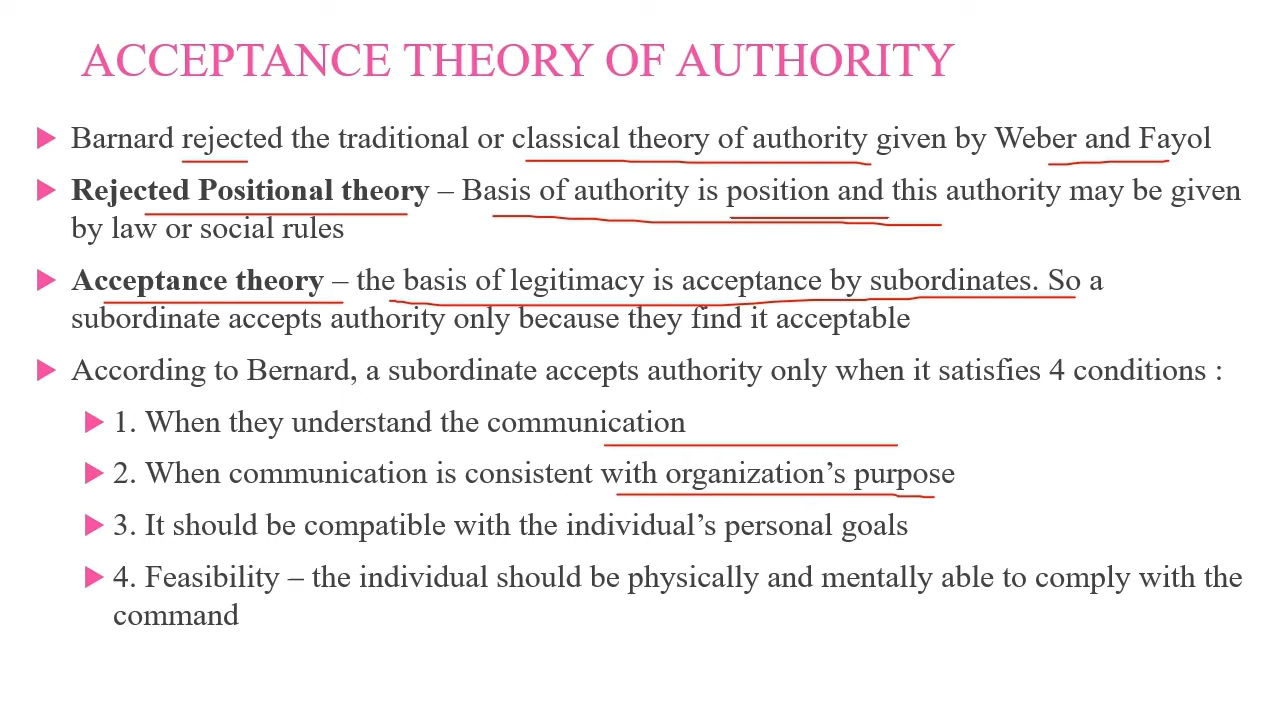 ACCEPTANCE THEORY OF AUTHORITY
Barnard rejected the traditional or classical theory of authority given by Weber and Fayol
Rejected Positional theory – Basis of authority is position and this authority may be given
by law or social rules
Acceptance theory – the basis of legitimacy is acceptance by subordinates. So a
subordinate accepts authority only because they find it acceptable
According to Bernard, a subordinate accepts authority only when it satisfies 4 conditions :
1. When they understand the communication
2. When communication is consistent with organization’s purpose
3. It should be compatible with the individual’s personal goals
4. Feasibility – the individual should be physically and mentally able to comply with the
command